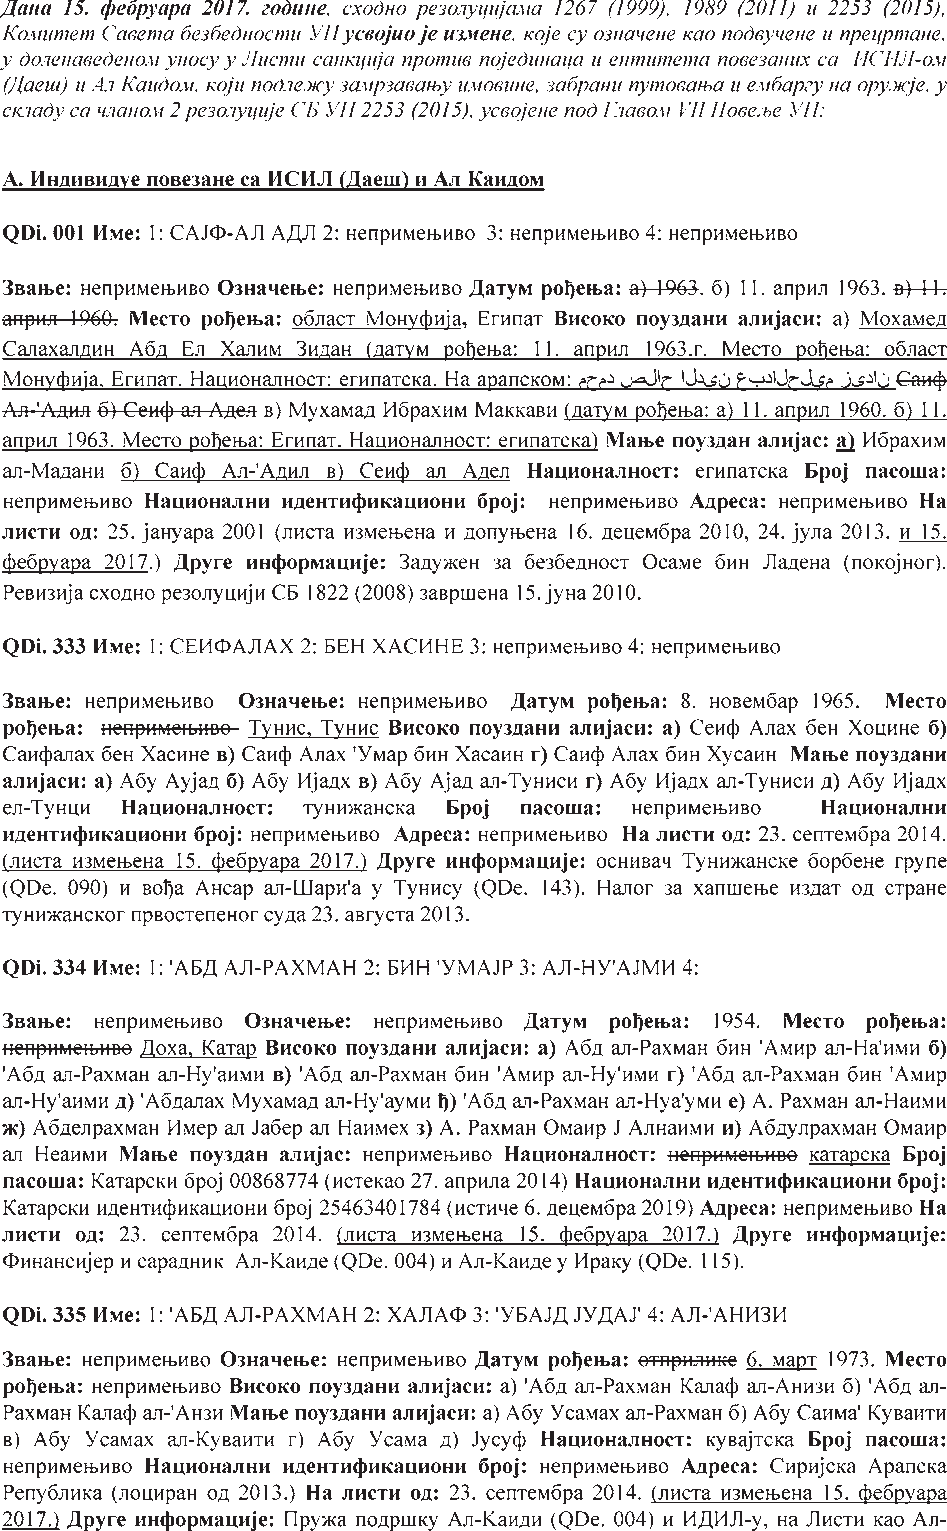 Дана 15. фебруара 2017. године, сходно резолуцијама 1267 (1999), 1989 (2011) и 2253 (2015),
Комитет Савета безбедности УН усвојио је измене, које су означене као подвучене и прецртане,
у доленаведеном уносу у Листи санкција против појединаца и ентитета повезаних са ИСИЛ-ом
(Даеш) и Ал Каидом, који подлежу замрзавању имовине, забрани путовања и ембаргу на оружје, у
складу са чланом 2 резолуције СБ УН 2253 (2015), усвојене под Главом VII Повеље УН:
А. Индивидуе повезане са ИСИЛ (Даеш) и Ал Каидом
QDi. 001 Име: 1: САЈФ-АЛ АДЛ 2: непримењиво 3: непримењиво 4: непримењиво
Звање: непримењиво Означење: непримењиво Датум рођења: а) 1963. б) 11. април 1963. в) 11.
април 1960. Место рођења: област Монуфија, Египат Високо поуздани алијаси: а) Мохамед
Салахалдин Абд Ел Халим Зидан (датум рођења: 11. април 1963.г. Место рођења: област
Монуфија, Египат. Националност: египатска. На арапском: محمد صلاح الدين عبدالحليم زيدان Саиф
Ал-'Адил б) Сеиф ал Адел в) Мухамад Ибрахим Маккави (датум рођења: а) 11. април 1960. б) 11.
април 1963. Место рођења: Египат. Националност: египатска) Мање поуздан алијас: а) Ибрахим
ал-Мадани б) Саиф Ал-'Адил в) Сеиф ал Адел Националност: египатска Број пасоша:
непримењиво Национални идентификациони број: непримењиво Адреса: непримењиво На
листи од: 25. јануара 2001 (листа измењена и допуњена 16. децембра 2010, 24. јула 2013. и 15.
фебруара 2017.) Друге информације: Задужен за безбедност Осаме бин Ладена (покојног).
Ревизија сходно резолуцији СБ 1822 (2008) завршена 15. јуна 2010.
QDi. 333 Име: 1: СЕИФАЛАХ 2: БЕН ХАСИНЕ 3: непримењиво 4: непримењиво
Звање: непримењиво Означење: непримењиво Датум рођења: 8. новембар 1965. Место
рођења: непримењиво Тунис, Тунис Високо поуздани алијаси: а) Сеиф Алах бен Хоцине б)
Саифалах бен Хасине в) Саиф Алах 'Умар бин Хасаин г) Саиф Алах бин Хусаин Мање поуздани
алијаси: а) Абу Аујад б) Абу Ијадх в) Абу Ајад ал-Туниси г) Абу Ијадх ал-Туниси д) Абу Ијадх
ел-Тунци Националност: тунижанска Број пасоша: непримењиво Национални
идентификациони број: непримењиво Адреса: непримењиво На листи од: 23. септембра 2014.
(листа измењена 15. фебруара 2017.) Друге информације: оснивач Тунижанске борбене групе
(QDe. 090) и вођа Ансар ал-Шари'а у Тунису (QDe. 143). Налог за хапшење издат од стране
тунижанског првостепеног суда 23. августа 2013.
QDi. 334 Име: 1: 'АБД АЛ-РАХМАН 2: БИН 'УМАЈР 3: АЛ-НУ'АЈМИ 4:
Звање: непримењиво Означење: непримењиво Датум рођења: 1954. Место рођења:
непримењиво Доха, Катар Високо поуздани алијаси: а) Абд ал-Рахман бин 'Амир ал-На'ими б)
'Абд ал-Рахман ал-Ну'аими в) 'Абд ал-Рахман бин 'Амир ал-Ну'ими г) 'Абд ал-Рахман бин 'Амир
ал-Ну'аими д) 'Абдалах Мухамад ал-Ну'ауми ђ) 'Абд ал-Рахман ал-Нуа'уми е) А. Рахман ал-Наими
ж) Абделрахман Имер ал Јабер ал Наимех з) А. Рахман Омаир Ј Алнаими и) Абдулрахман Омаир
ал Неаими Мање поуздан алијас: непримењиво Националност: непримењиво катарска Број
пасоша: Катарски број 00868774 (истекао 27. априла 2014) Национални идентификациони број:
Катарски идентификациони број 25463401784 (истиче 6. децембра 2019) Адреса: непримењиво На
листи од: 23. септембра 2014. (листа измењена 15. фебруара 2017.) Друге информације:
Финансијер и сарадник Ал-Каиде (QDe. 004) и Ал-Каиде у Ираку (QDe. 115).
QDi. 335 Име: 1: 'АБД АЛ-РАХМАН 2: ХАЛАФ 3: 'УБАЈД ЈУДАЈ' 4: АЛ-'АНИЗИ
Звање: непримењиво Означење: непримењиво Датум рођења: отприлике 6. март 1973. Место
рођења: непримењиво Високо поуздани алијаси: а) 'Абд ал-Рахман Калаф ал-Анизи б) 'Абд ал-
Рахман Калаф ал-'Анзи Мање поуздани алијаси: а) Абу Усамах ал-Рахман б) Абу Саима' Куваити
в) Абу Усамах ал-Куваити г) Абу Усама д) Јусуф Националност: кувајтска Број пасоша:
непримењиво Национални идентификациони број: непримењиво Адреса: Сиријска Арапска
Република (лоциран од 2013.) На листи од: 23. септембра 2014. (листа измењена 15. фебруара
2017.) Друге информације: Пружа подршку Ал-Каиди (QDe. 004) и ИДИЛ-у, на Листи као Ал-